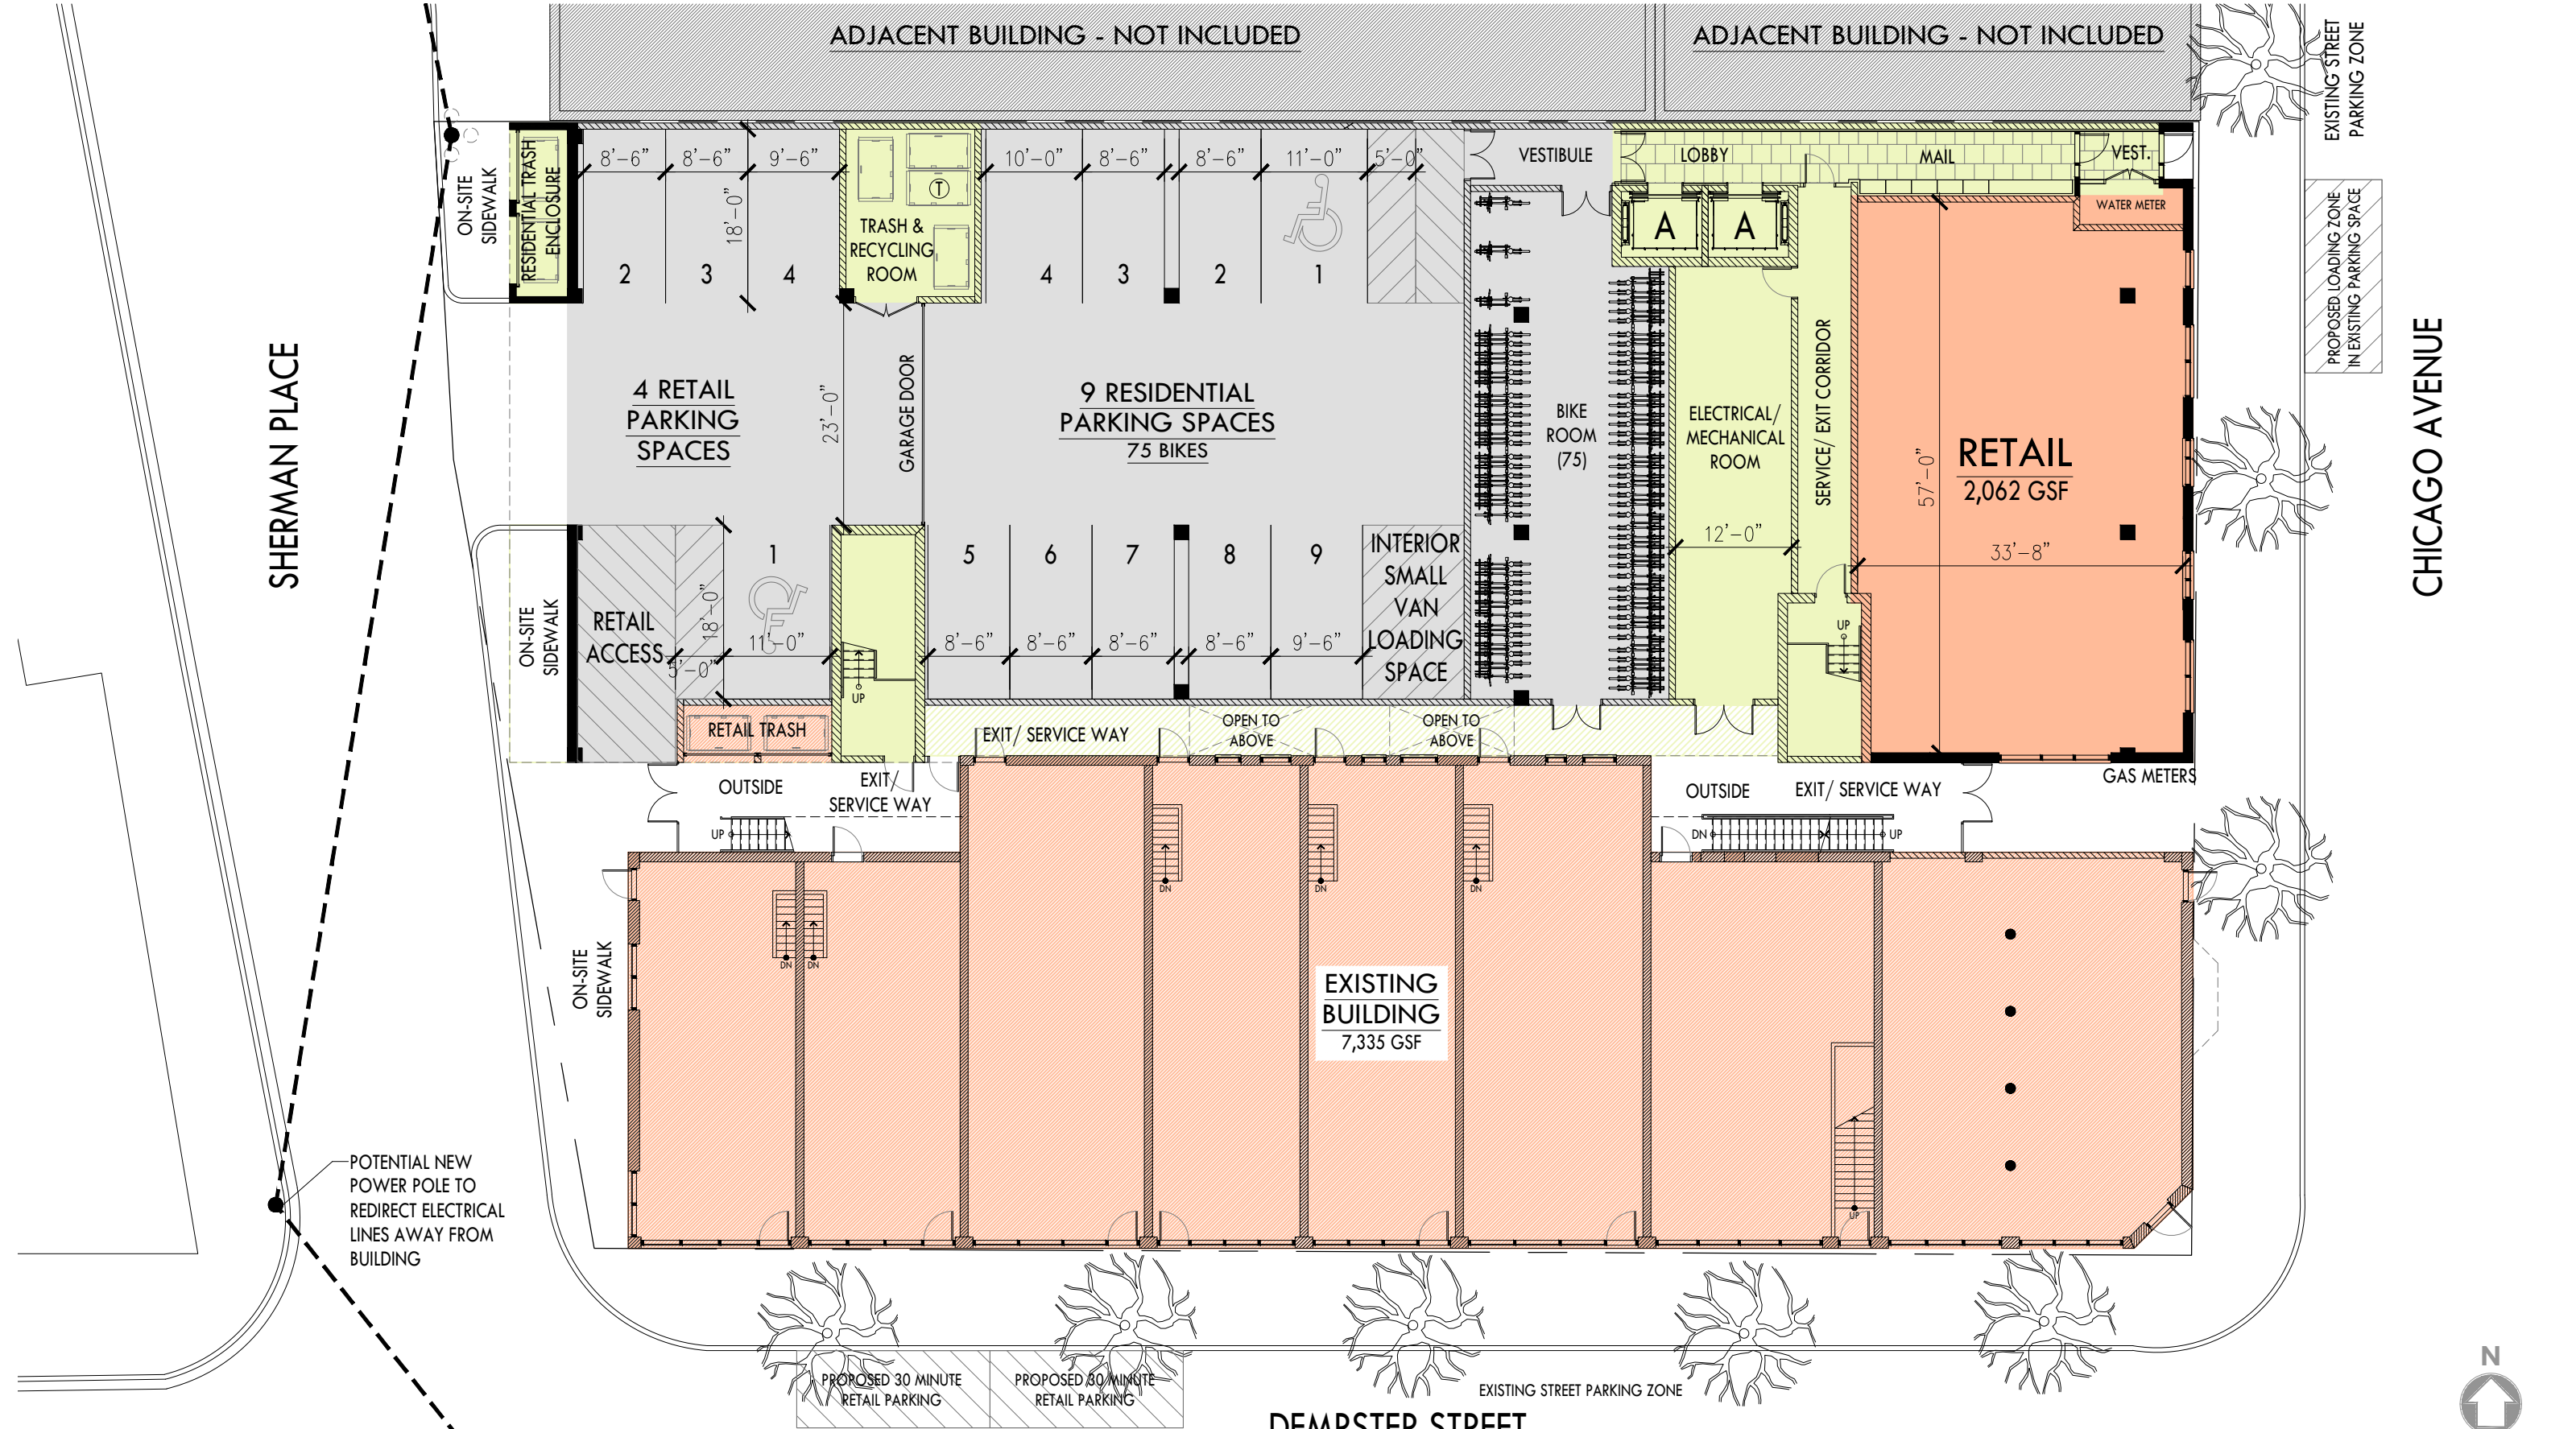 ADJACENT BUILDING - NOT INCLUDED
ADJACENT BUILDING - NOT INCLUDED
EXISTING STREET
PARKING ZONE
ON-SITE
SIDEWALK
RESIDENTIAL TRASH
ENCLOSURE
8'-6"
8'-6"
9'-6"
18'-0"
2
3
4
TRASH &
RECYCLING
ROOM
T
10'-0"
8'-6"
8'-6"
11'-0"
5'-0"
4
3
2
1
VESTIBULE
LOBBY
MAIL
VEST.
A
A
WATER METER
PROPOSED LOADING ZONE
IN EXISTING PARKING SPACE
SHERMAN PLACE
4 RETAIL
PARKING
SPACES
23'-0"
GARAGE DOOR
9 RESIDENTIAL
PARKING SPACES
75 BIKES
BIKE
ROOM
(75)
ELECTRICAL/
MECHANICAL
ROOM
12'-0"
SERVICE/ EXIT CORRIDOR
57'-0"
RETAIL
2,062 GSF
33'-8"
CHICAGO AVENUE
ON-SITE
SIDEWALK
RETAIL
ACCESS
5'-0"
18'-0"
1
11'-0"
UP
5
6
7
8
9
8'-6"
8'-6"
8'-6"
8'-6"
9'-6"
INTERIOR
SMALL
VAN
LOADING
SPACE
UP
RETAIL TRASH
EXIT/ SERVICE WAY
OPEN TO
ABOVE
OPEN TO
ABOVE
GAS METERS
OUTSIDE
EXIT/
SERVICE WAY
UP
OUTSIDE
EXIT/ SERVICE WAY
DN
UP
DN
DN
DN
DN
DN
ON-SITE
SIDEWALK
EXISTING
BUILDING
7,335 GSF
UP
POTENTIAL NEW
POWER POLE TO
REDIRECT ELECTRICAL
LINES AWAY FROM
BUILDING
PROPOSED 30 MINUTE
RETAIL PARKING
PROPOSED 30 MINUTE
RETAIL PARKING
EXISTING STREET PARKING ZONE
DEMPSTER STREET
N